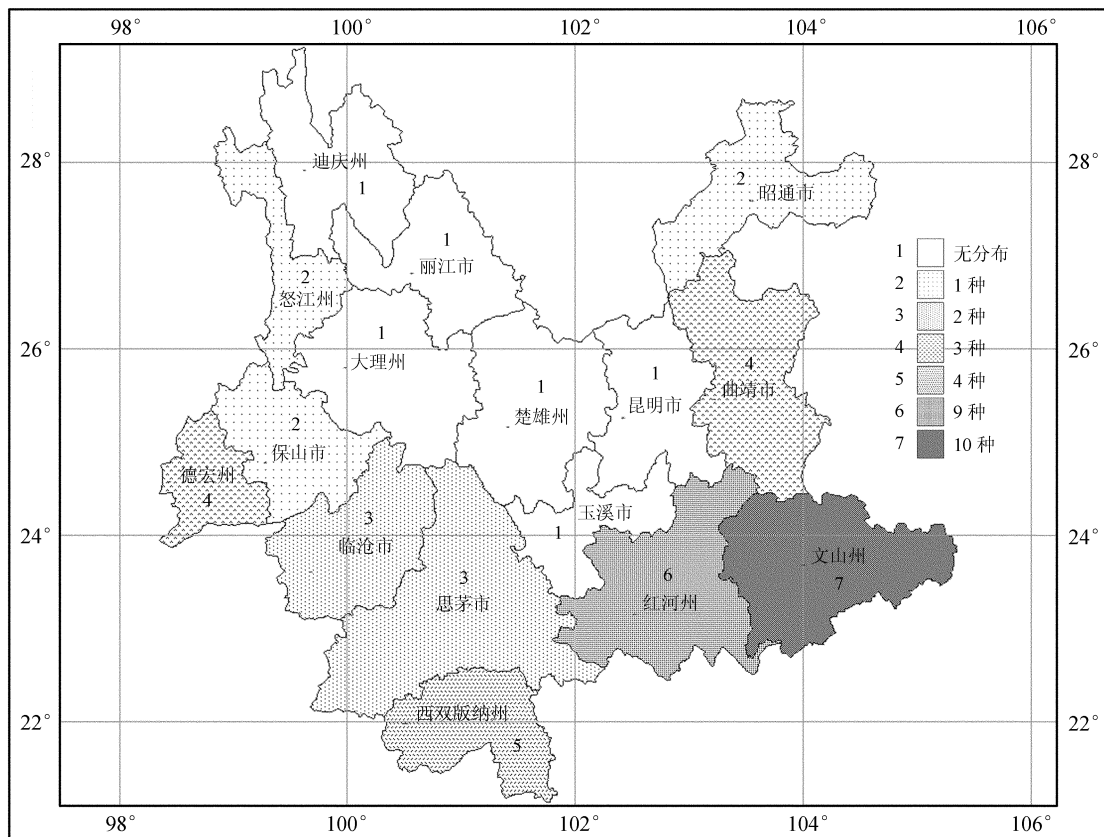 98° 100° 102° 104° 106°
28° 28°
迪庆州
1
2
昭通市
1
丽江市
2
怒江州
1 无分布
2 1 种
3 2 种
4 3 种
5 4 种
6 9 种
7 10 种
26° 26°
1
大理州
1
楚雄州
1
昆明市
4
曲靖市
2
保山市
德宏州
4
24° 24°
3
临沧市
玉溪市
1
3
思茅市
6
红河州
文山州
7
22° 22°
西双版纳州
5
98° 100° 102° 104° 106°